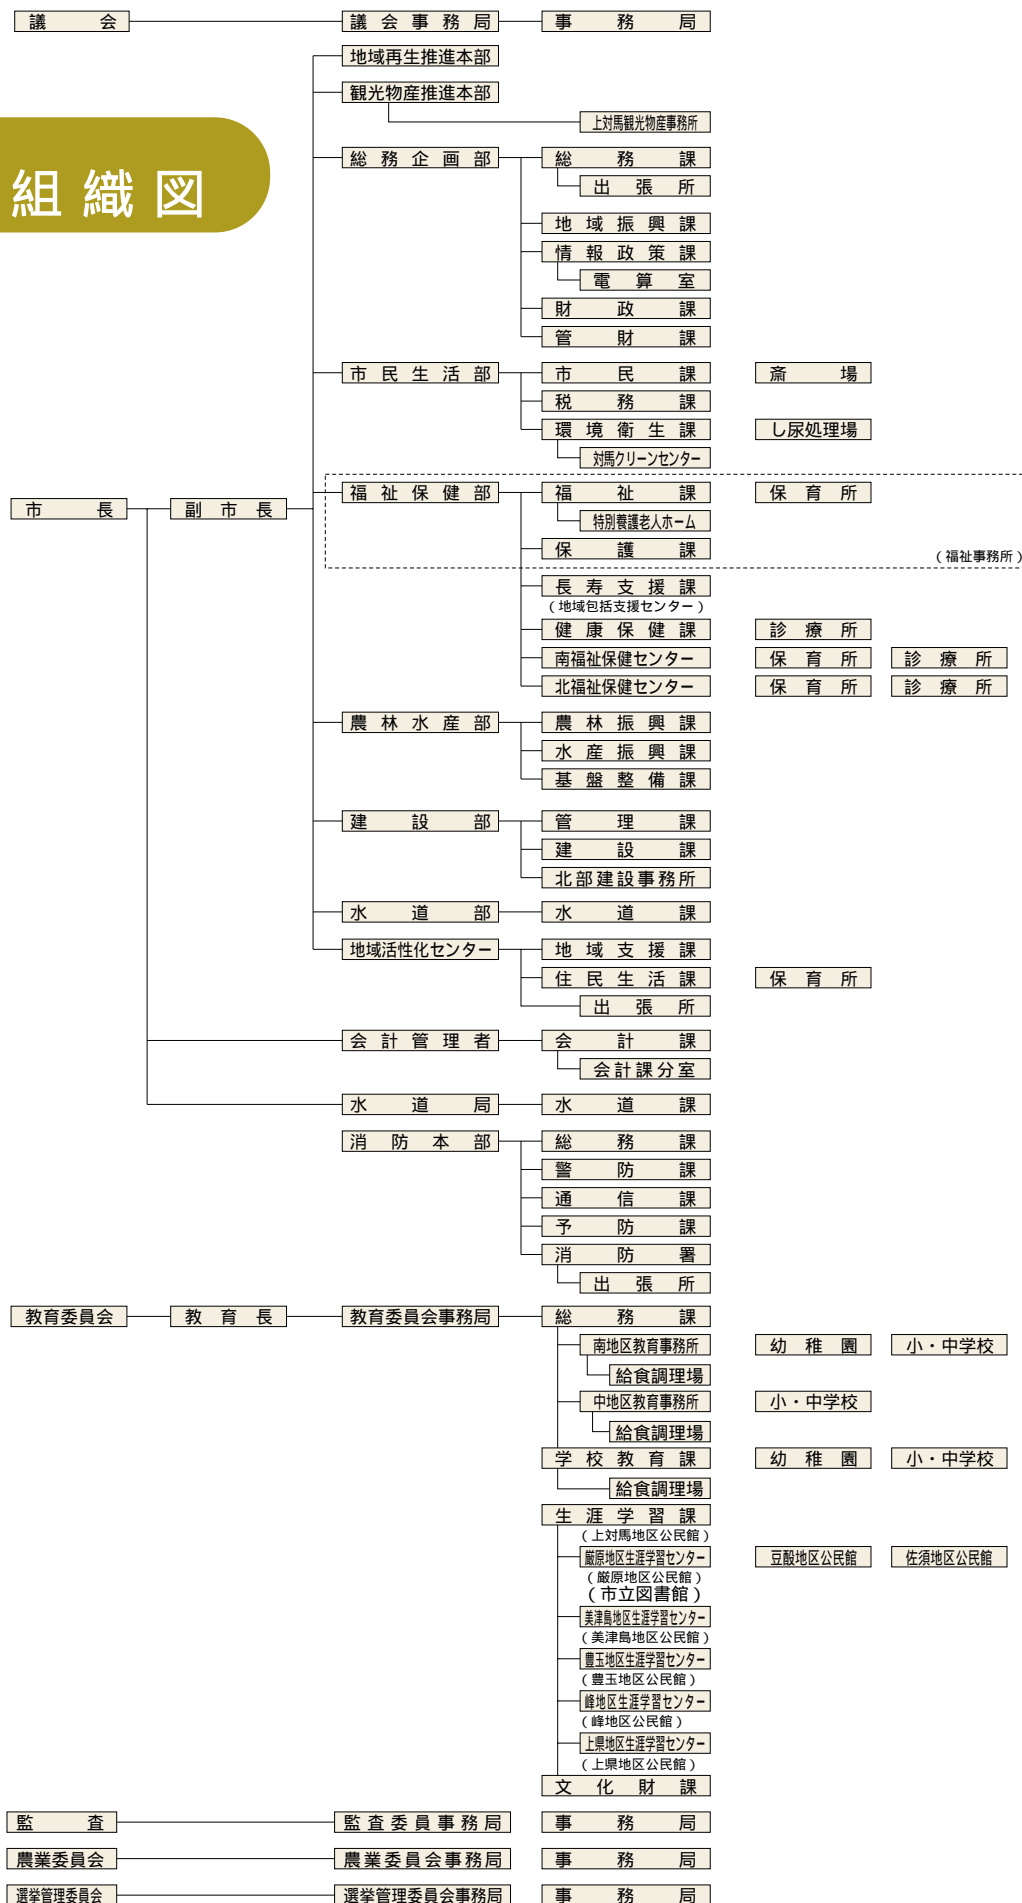 議会 議会事務局 事務局
地域再生推進本部
観光物産推進本部
上対馬観光物産事務所
組織図
総務企画部 総務課
出張所
地域振興課
情報政策課
電算室
財政課
管財課
市民生活部 市民課 斎場
税務課
環境衛生課 し尿処理場
対馬クリーンセンター
福祉保健部 福祉課 保育所
市長 副市長
特別養護老人ホーム
保護課
（福祉事務所）
長寿支援課
（地域包括支援センター）
健康保健課 診療所
南福祉保健センター 保育所 診療所
北福祉保健センター 保育所 診療所
農林水産部 農林振興課
水産振興課
基盤整備課
建設部 管理課
建設課
北部建設事務所
水道部 水道課
地域活性化センター 地域支援課
住民生活課 保育所
出張所
会計管理者 会計課
会計課分室
水道局 水道課
消防本部 総務課
警防課
通信課
予防課
消防署
出張所
教育委員会 教育長 教育委員会事務局 総務課
南地区教育事務所 幼稚園 小・中学校
給食調理場
中地区教育事務所 小・中学校
給食調理場
学校教育課 幼稚園 小・中学校
給食調理場
生涯学習課
（上対馬地区公民館）
厳原地区生涯学習センター 豆酘地区公民館 佐須地区公民館
（厳原地区公民館）
（市立図書館）
美津島地区生涯学習センター
（美津島地区公民館）
豊玉地区生涯学習センター
（豊玉地区公民館）
峰地区生涯学習センター
（峰地区公民館）
上県地区生涯学習センター
（上県地区公民館）
文化財課
監査 監査委員事務局 事務局
農業委員会 農業委員会事務局 事務局
選挙管理委員会 選挙管理委員会事務局 事務局